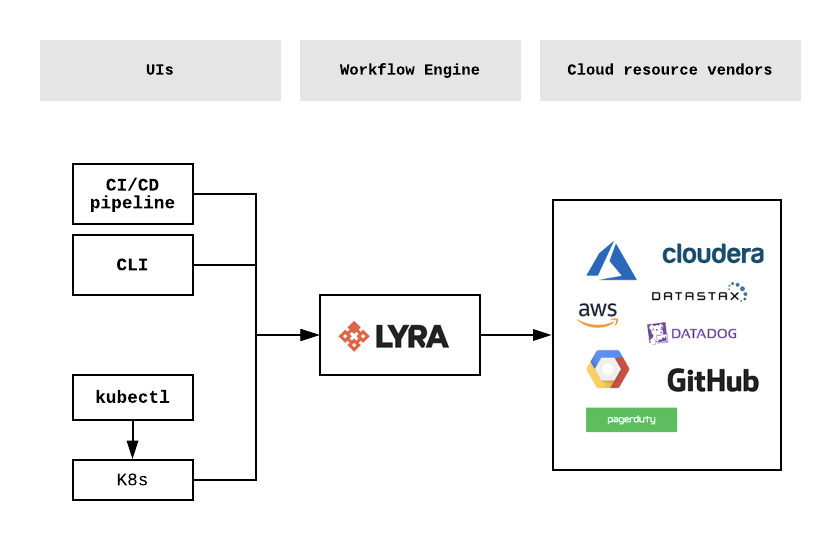 UIs
Workflow Engine
Cloud resource vendors
CI/CD
pipeline
CLI
kubectl
K8s
LYRA
cloudera
DATASTAX
aws
DATADOG
GitHub
pagerduty